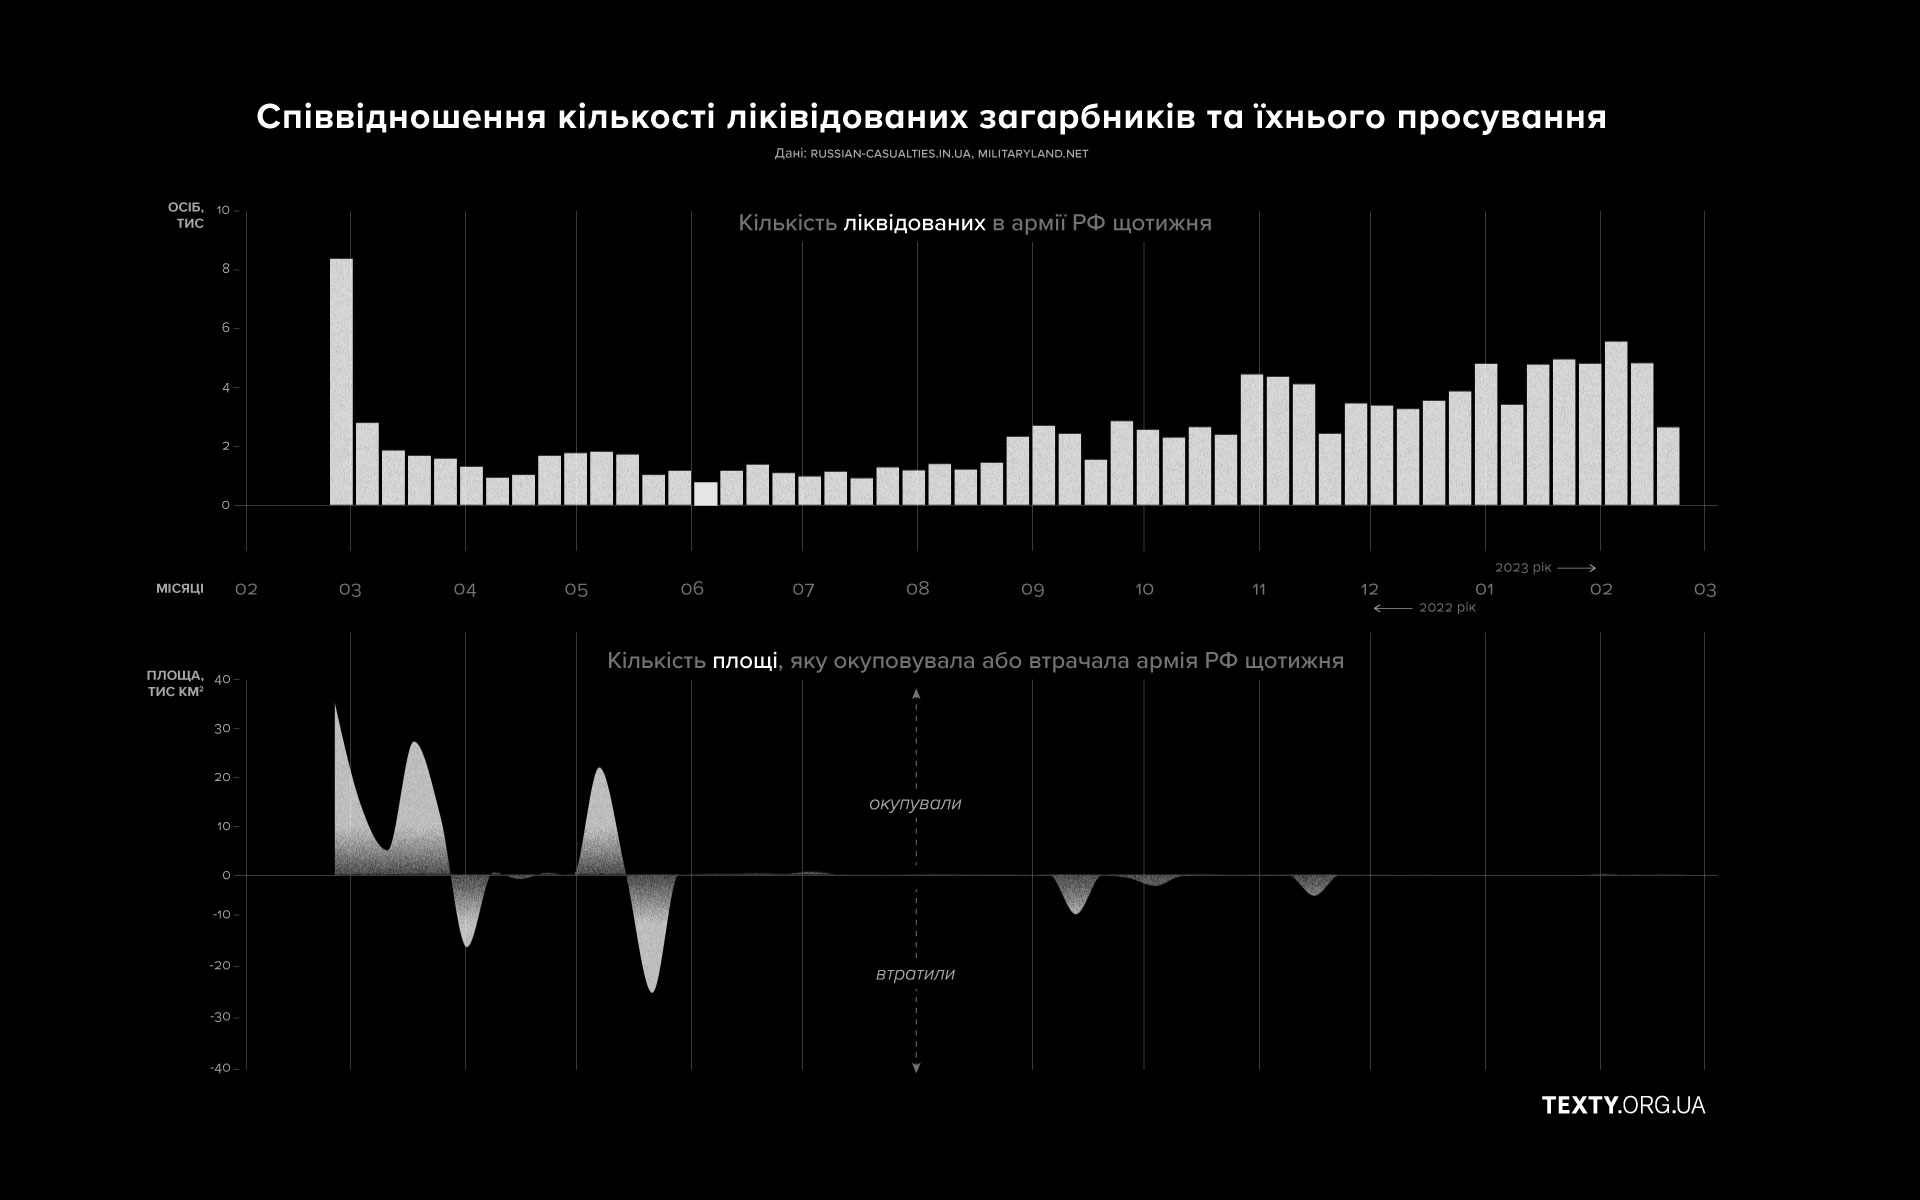 Співвідношення кількості ліквідованих загарбників та їхнього просування
Дані: RUSSIAN-CASUALTIES.IN.UA, MILITARYLAND.NET
ОСІБ,
ТИС
Кількість ліквідованих в армії РФ щотижня
10
8
6
4
2
0
2023 рік
МІСЯЦІ 02 03 04 05 06 07 08 09 10 11 12 01 02 03
2022 рік
Кількість площі, яку окуповувала або втрачала армія РФ щотижня
ПЛОЩА,
ТИС КМ²
40
30
20
10
0
-10
-20
-30
-40
окупували
втратили
TEXTY.ORG.UA